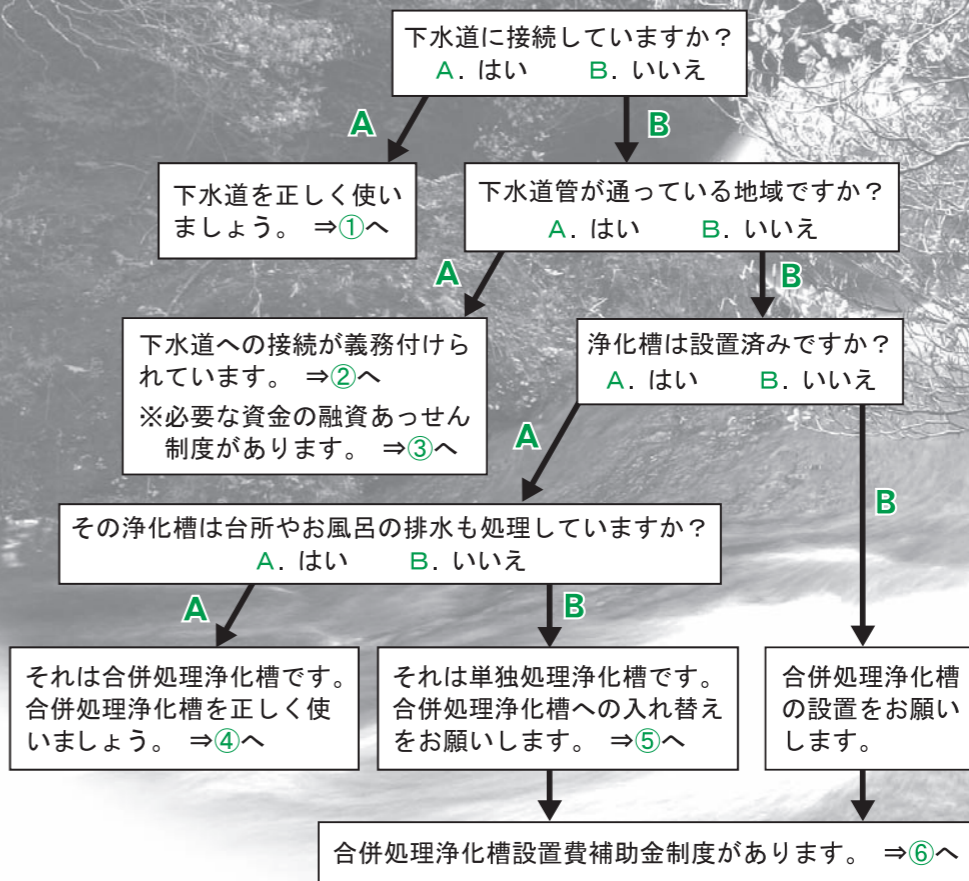 下水道に接続していますか？
A．はい　　B．いいえ
A
B
下水道を正しく使い
ましょう。　⇒①へ
下水道管が通っている地域ですか？
A．はい　　B．いいえ
A
B
下水道への接続が義務付けら
れています。　⇒②へ
※必要な資金の融資あっせん
制度があります。　⇒③へ
浄化槽は設置済みですか？
A．はい　　B．いいえ
A
B
その浄化槽は台所やお風呂の排水も処理していますか？
A．はい　　B．いいえ
A
B
それは合併処理浄化槽です。
合併処理浄化槽を正しく使
いましょう。　⇒④へ
それは単独処理浄化槽です。
合併処理浄化槽への入れ替え
をお願いします。　⇒⑤へ
合併処理浄化槽
の設置をお願い
します。
合併処理浄化槽設置費補助金制度があります。　⇒⑥へ